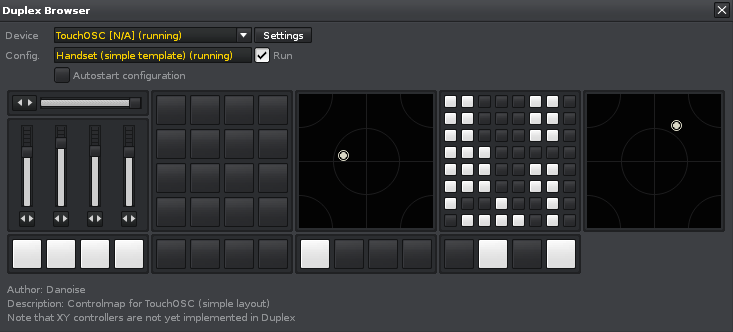 Duplex Browser
Device TouchOSC [N/A] (running) Settings
Config. Handset (simple template) (running) Run
Autostart configuration
Author: Danoise
Description: Controlmap for TouchOSC (simple layout)
Note that XY controllers are not yet implemented in Duplex